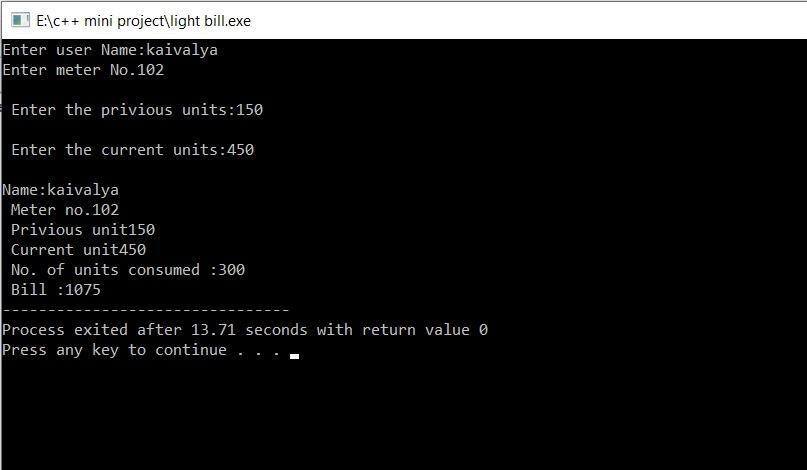 E:\c++ mini project\light bill.exe
Enter user Name:kaivalya
Enter meter No.102
Enter the privious units:150
Enter the current units:450
Name:kaivalya
Meter no.102
Privious unit150
Current unit450
No. of units consumed :300
Bill :1075
--------------------------------
Process exited after 13.71 seconds with return value 0
Press any key to continue . . .